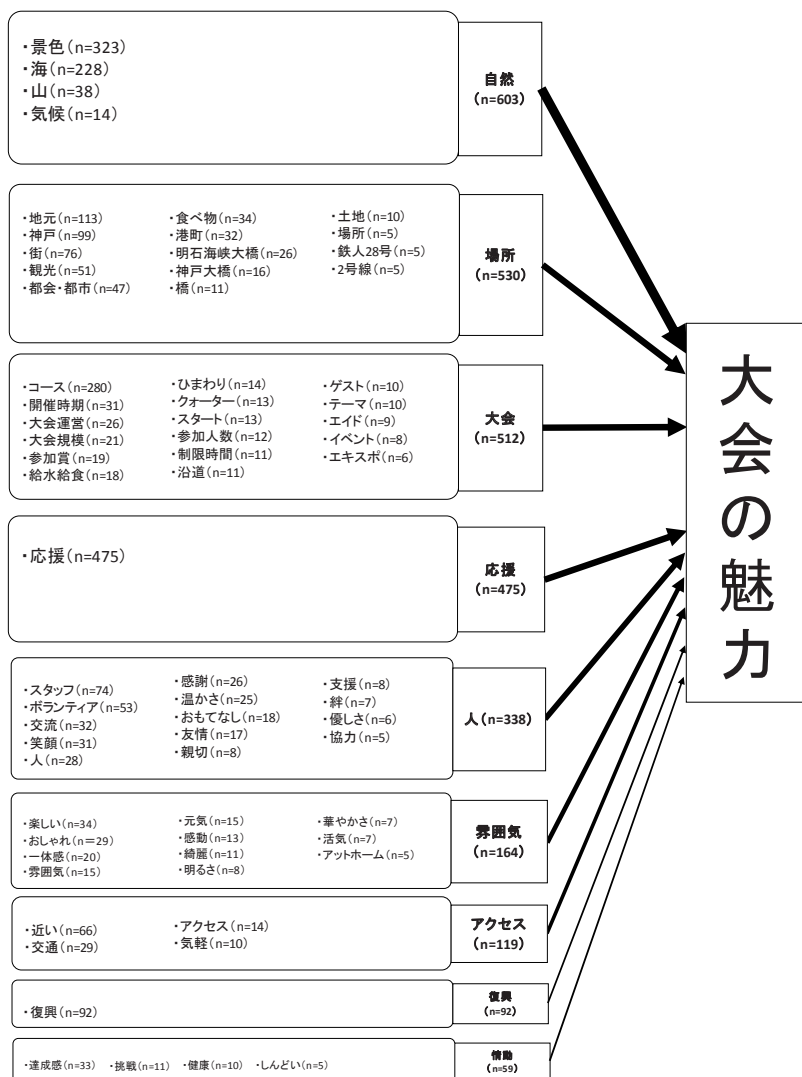 ・景色(n=323)
・海(n=228)
・山(n=38)
・気候(n=14)
自然
(n=603)
・地元(n=113)
・神戸(n=99)
・街(n=76)
・観光(n=51)
・都会・都市(n=47)
・食べ物(n=34)
・港町(n=32)
・明石海峡大橋(n=26)
・神戸大橋(n=16)
・橋(n=11)
・土地(n=10)
・場所(n=5)
・鉄人28号(n=5)
・2号線(n=5)
場所
(n=530)
・コース(n=280)
・開催時期(n=31)
・大会運営(n=26)
・大会規模(n=21)
・参加賞(n=19)
・給水給食(n=18)
・ひまわり(n=14)
・クォーター(n=13)
・スタート(n=13)
・参加人数(n=12)
・制限時間(n=11)
・沿道(n=11)
・ゲスト(n=10)
・テーマ(n=10)
・エイド(n=9)
・イベント(n=8)
・エキスポ(n=6)
大会
(n=512)
・応援(n=475)
応援
(n=475)
・スタッフ(n=74)
・ボランティア(n=53)
・交流(n=32)
・笑顔(n=31)
・人(n=28)
・感謝(n=26)
・温かさ(n=25)
・おもてなし(n=18)
・友情(n=17)
・親切(n=8)
・支援(n=8)
・絆(n=7)
・優しさ(n=6)
・協力(n=5)
人(n=338)
・楽しい(n=34)
・おしゃれ(n＝29)
・一体感(n=20)
・雰囲気(n=15)
・元気(n=15)
・感動(n=13)
・綺麗(n=11)
・明るさ(n=8)
・華やかさ(n=7)
・活気(n=7)
・アットホーム(n=5)
雰囲気
(n=164)
・近い(n=66)
・交通(n=29)
・アクセス(n=14)
・気軽(n=10)
アクセス
(n=119)
・復興(n=92)
復興
(n=92)
・達成感(n=33) ・挑戦(n=11) ・健康(n=10) ・しんどい(n=5)
情動
(n=59)
大会の魅力